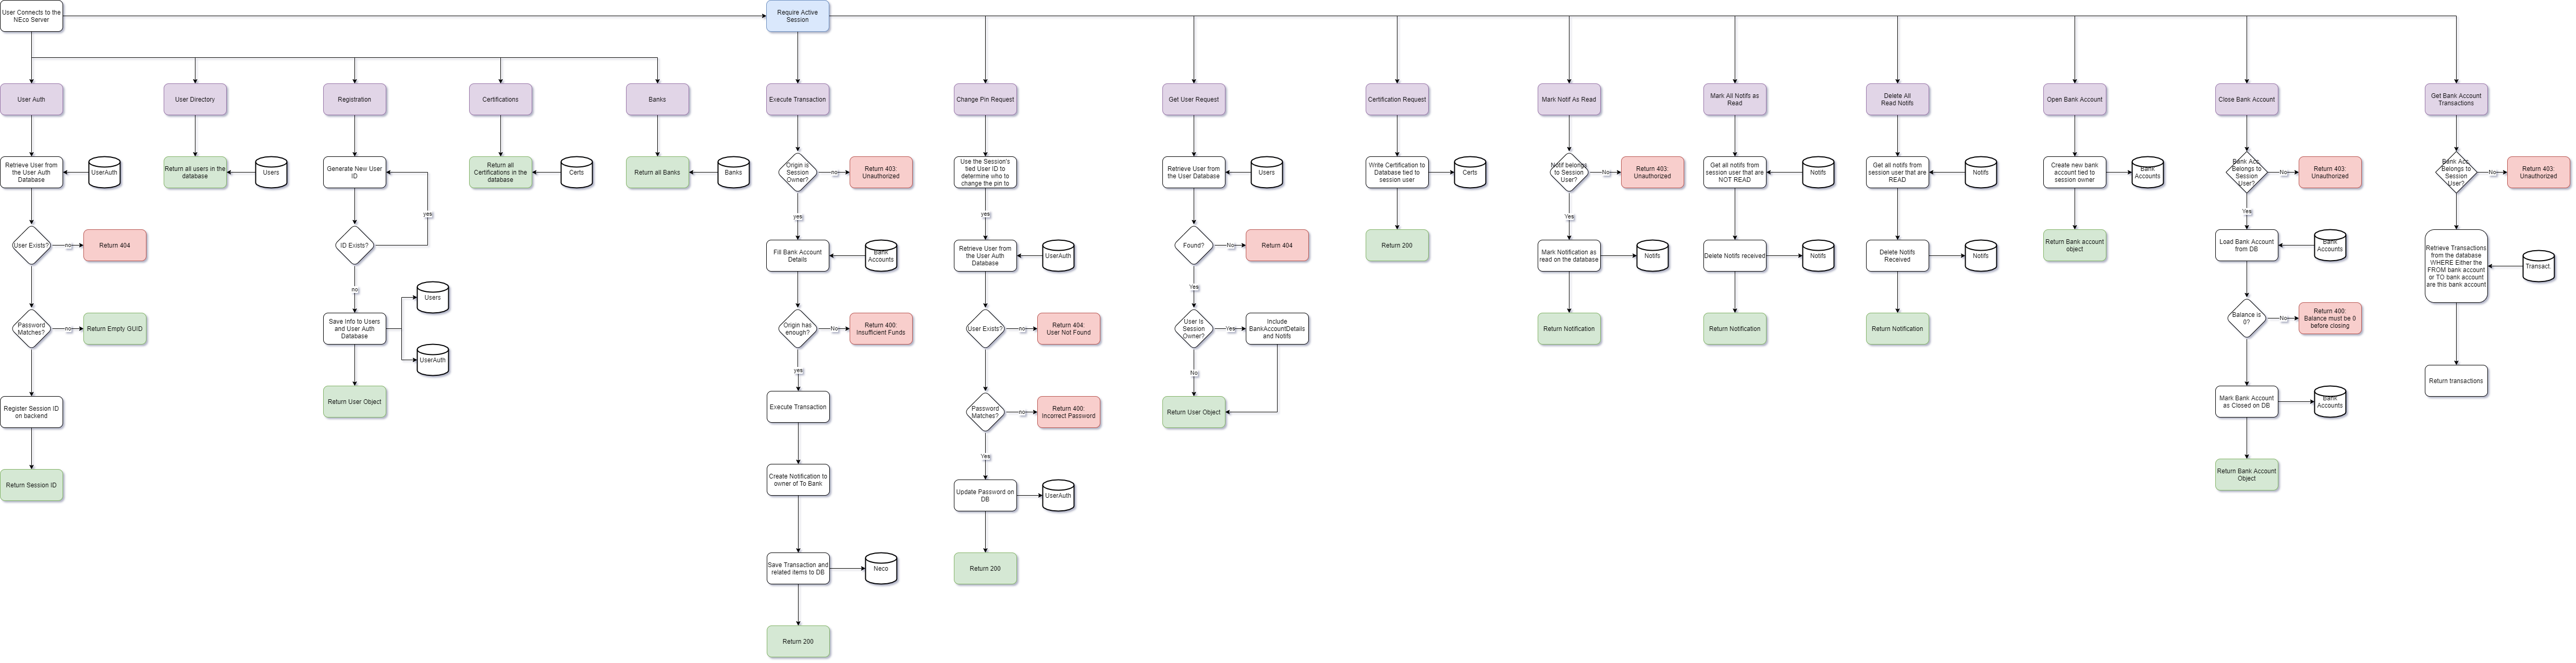 User Connects to the
NEco Server
Require Active
Session
User Auth
User Directory
Registration
Certifications
Banks
Execute Transaction
Change Pin Request
Get User Request
Certification Request
Mark Notif As Read
Mark All Notifs as
Read
Delete All
Read Notifs
Open Bank Account
Close Bank Account
Get Bank Account
Transactions
Retrieve User from
the User Auth
Database
UserAuth
User Exists?
no
Return 404
Password
Matches?
no
Return Empty GUID
Register Session ID
on backend
Return Session ID
Return all users in the
database
Users
Generate New User
ID
yes
ID Exists?
no
Save Info to Users
and User Auth
Database
Users
UserAuth
Return User Object
Return all
Certifications in the
database
Certs
Return all Banks
Banks
Origin is
Session
Owner?
no
Return 403:
Unauthorized
yes
Fill Bank Account
Details
Bank
Accounts
Origin has
enough?
No
Return 400:
Insufficient Funds
yes
Execute Transaction
Create Notification to
owner of To Bank
Save Transaction and
related items to DB
Neco
Return 200
Use the Session's
tied User ID to
determine who to
change the pin to
yes
Retrieve User from
the User Auth
Database
UserAuth
User Exists?
no
Return 404:
User Not Found
Password
Matches?
no
Return 400:
Incorrect Password
Yes
Update Password on
DB
UserAuth
Return 200
Retrieve User from
the User Database
Users
Found?
No
Return 404
Yes
User Is
Session
Owner?
Yes
Include
BankAccountDetails
and Notifs
No
Return User Object
Write Certification to
Database tied to
session user
Certs
Return 200
Notif belongs
to Session
User?
No
Return 403:
Unauthorized
Yes
Mark Notification as
read on the database
Notifs
Return Notification
Get all notifs from
session user that are
NOT READ
Notifs
Delete Notifs received
Notifs
Return Notification
Get all notifs from
session user that are
READ
Notifs
Delete Notifs
Received
Notifs
Return Notification
Create new bank
account tied to
session owner
Bank
Accounts
Return Bank account
object
Bank Acc.
Belongs to
Session
User?
No
Return 403:
Unauthorized
Yes
Load Bank Account
from DB
Bank
Accounts
Balance is
0?
No
Return 400:
Balance must be 0
before closing
Mark Bank Account
as Closed on DB
Bank
Accounts
Return Bank Account
Object
Bank Acc.
Belongs to
Session
User?
No
Return 403:
Unauthorized
Retrieve Transactions
from the database
WHERE Either the
FROM bank account
or TO bank account
are this bank account
Transact
Return transactions